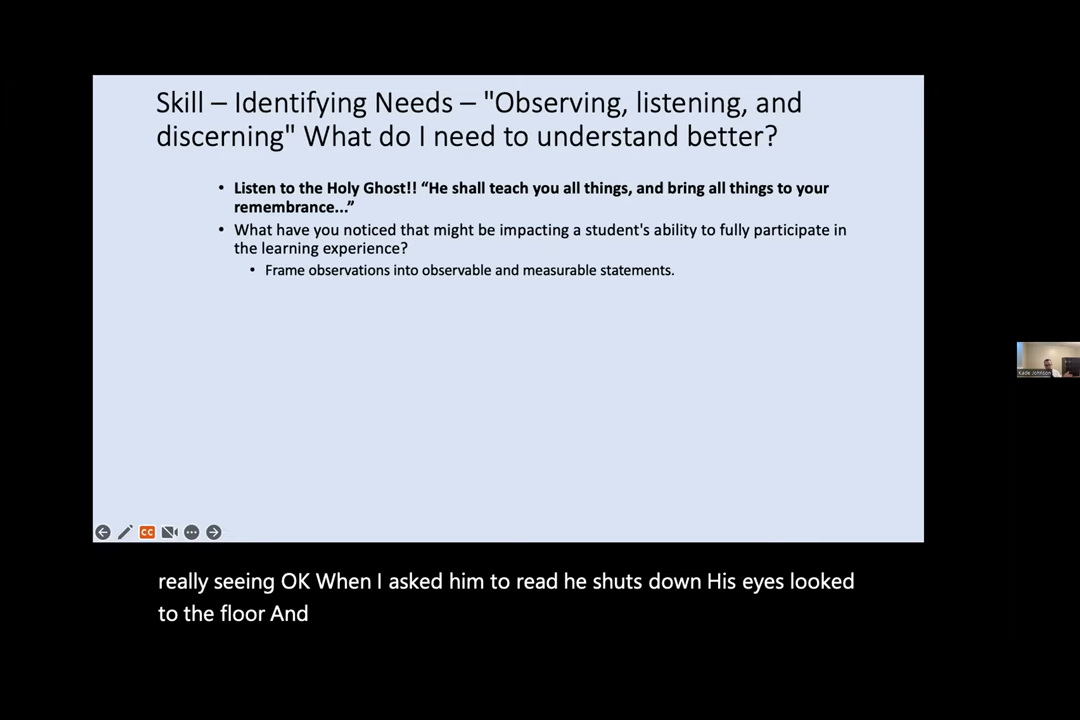 Skill – Identifying Needs – "Observing, listening, and
discerning" What do I need to understand better?
• Listen to the Holy Ghost!! “He shall teach you all things, and bring all things to your
remembrance...”
• What have you noticed that might be impacting a student's ability to fully participate in
the learning experience?
• Frame observations into observable and measurable statements.
Kade Johnson
CC
really seeing OK When I asked him to read he shuts down His eyes looked
to the floor And